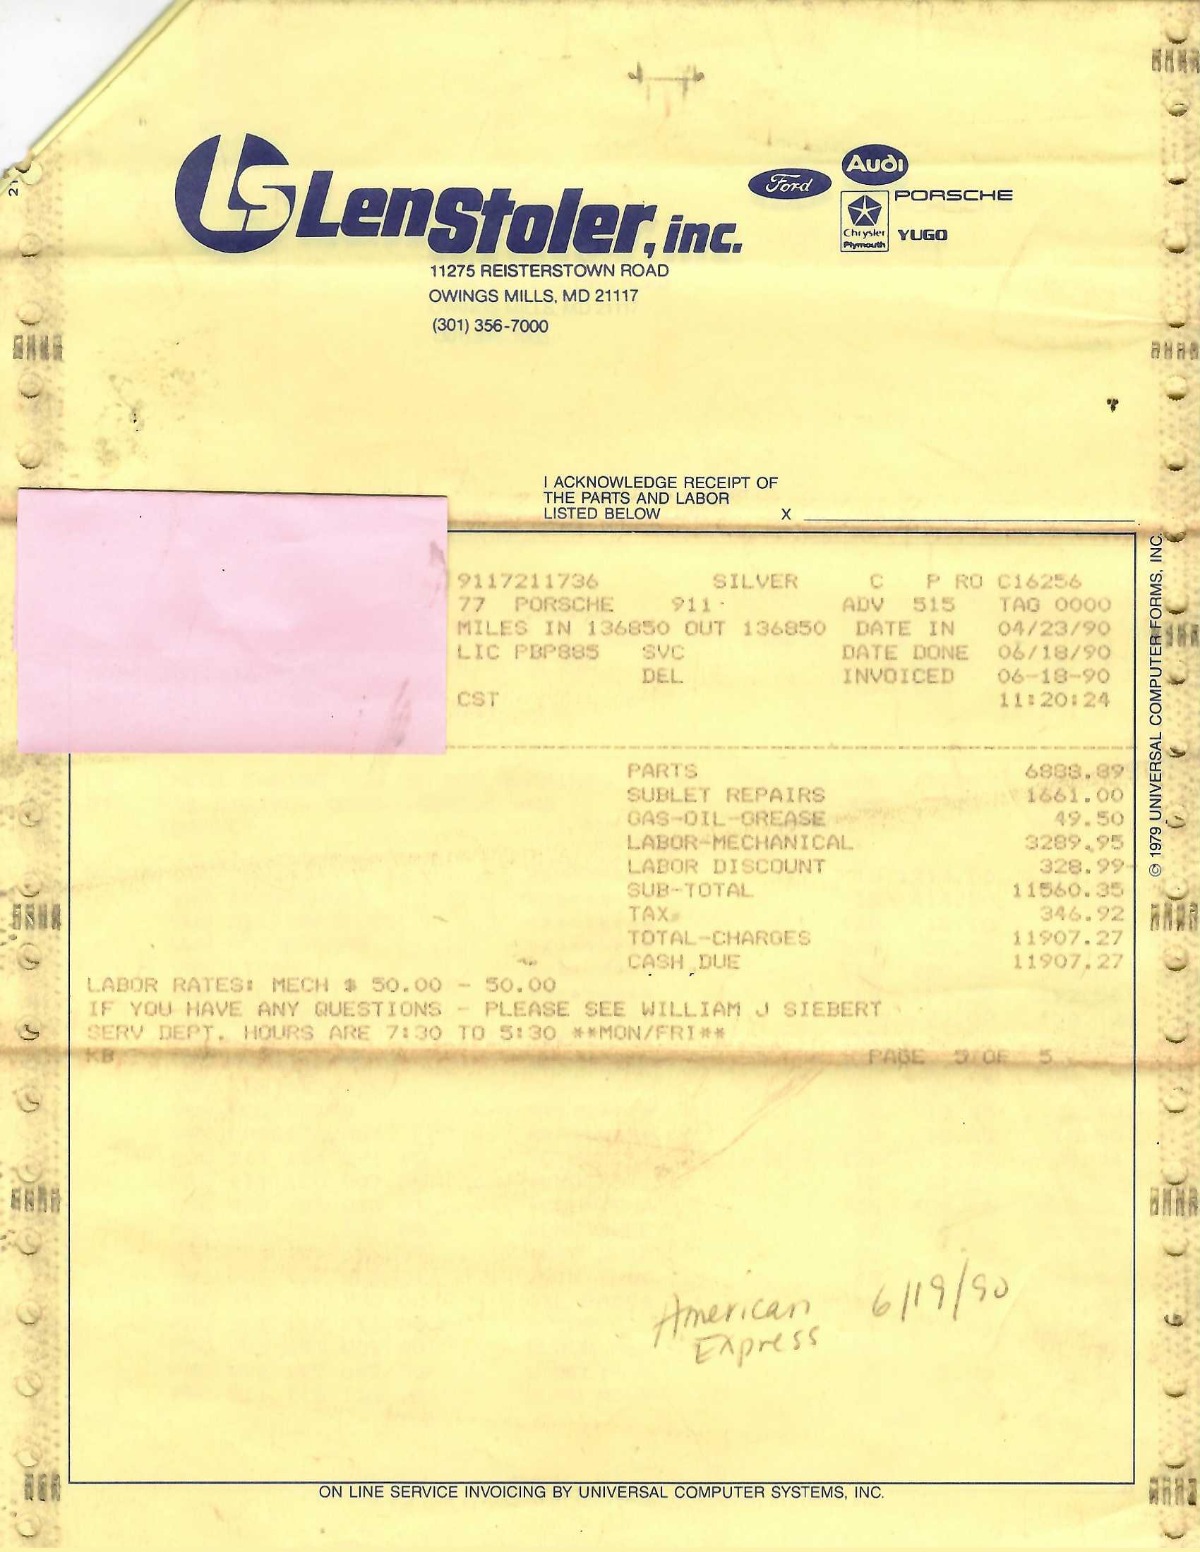 LS LenStoler, inc.
Ford
Audi
PORSCHE
Chrysler
Plymouth
YUGO
11275 REISTERSTOWN ROAD
OWINGS MILLS, MD 21117
(301) 356-7000
I ACKNOWLEDGE RECEIPT OF
THE PARTS AND LABOR
LISTED BELOW X
9117211736 SILVER C P RO C16256
77 PORSCHE 911 ADV 515 TAG 0000
MILES IN 136850 OUT 136850 DATE IN 04/23/90
LIC PBP885 SVC DATE DONE 06/18/90
DEL INVOICED 06-18-90
CST 11:20:24
PARTS 6888.89
SUBLET REPAIRS 1661.00
GAS-OIL-GREASE 49.50
LABOR-MECHANICAL 3289.95
LABOR DISCOUNT 328.99-
SUB-TOTAL 11560.35
TAX 346.92
TOTAL-CHARGES 11907.27
CASH DUE 11907.27
LABOR RATES: MECH $ 50.00 - 50.00
IF YOU HAVE ANY QUESTIONS - PLEASE SEE WILLIAM J SIEBERT
SERV DEPT. HOURS ARE 7:30 TO 5:30 **MON/FRI**
KB PAGE 5 OF 5
American 6/19/90
Express
ON LINE SERVICE INVOICING BY UNIVERSAL COMPUTER SYSTEMS, INC.
© 1979 UNIVERSAL COMPUTER FORMS, INC.